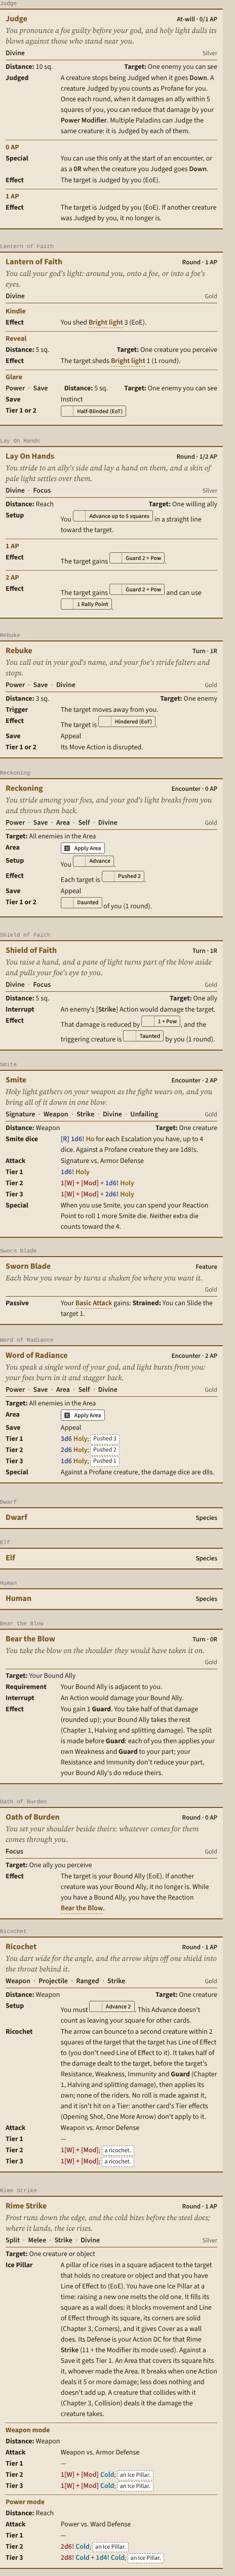 Judge
Judge At-will · 0/1 AP
You pronounce a foe guilty before your god, and holy light dulls its
blows against those who stand near you.
Divine Silver
Distance: 10 sq. Target: One enemy you can see
Judged A creature stops being Judged when it goes Down. A
creature Judged by you counts as Profane for you.
Once each round, when it damages an ally within 5
squares of you, you can reduce that damage by your
Power Modifier. Multiple Paladins can Judge the
same creature: it is Judged by each of them.
0 AP
Special You can use this only at the start of an encounter, or
as a 0R when the creature you Judged goes Down.
Effect The target is Judged by you (EoE).
1 AP
Effect The target is Judged by you (EoE). If another creature
was Judged by you, it no longer is.
Lantern of Faith
Lantern of Faith Round · 1 AP
You call your god's light: around you, onto a foe, or into a foe's
eyes.
Divine Gold
Kindle
Effect You shed Bright light 3 (EoE).
Reveal
Distance: 5 sq. Target: One creature you perceive
Effect The target sheds Bright light 1 (1 round).
Glare
Power · Save Distance: 5 sq. Target: One enemy you can see
Save Instinct
Tier 1 or 2 Half-Blinded (EoT)
Lay On Hands
Lay On Hands Round · 1/2 AP
You stride to an ally's side and lay a hand on them, and a skin of
pale light settles over them.
Divine · Focus Silver
Distance: Reach Target: One willing ally
Setup You Advance up to 5 squares in a straight line
toward the target.
1 AP
Effect The target gains Guard 2 + Pow.
2 AP
Effect The target gains Guard 2 + Pow and can use
1 Rally Point.
Rebuke
Rebuke Turn · 1R
You call out in your god's name, and your foe's stride falters and
stops.
Power · Save · Divine Gold
Distance: 3 sq. Target: One enemy
Trigger The target moves away from you.
Effect The target is Hindered (EoT).
Save Appeal
Tier 1 or 2 Its Move Action is disrupted.
Reckoning
Reckoning Encounter · 0 AP
You stride among your foes, and your god's light breaks from you
and throws them back.
Power · Save · Area · Self · Divine Gold
Target: All enemies in the Area
Area Apply Area
Setup You Advance.
Effect Each target is Pushed 2.
Save Appeal
Tier 1 or 2 Daunted of you (1 round).
Shield of Faith
Shield of Faith Turn · 1R
You raise a hand, and a pane of light turns part of the blow aside
and pulls your foe's eye to you.
Divine · Focus Gold
Distance: 5 sq. Target: One ally
Interrupt An enemy's [Strike] Action would damage the target.
Effect That damage is reduced by 1 + Pow, and the
triggering creature is Taunted by you (1 round).
Smite
Smite Encounter · 2 AP
Holy light gathers on your weapon as the fight wears on, and you
bring all of it down in one blow.
Signature · Weapon · Strike · Divine · Unfailing Gold
Distance: Weapon Target: One creature
Smite dice [R] 1d6! Ho for each Escalation you have, up to 4
dice. Against a Profane creature they are 1d8!s.
Attack Signature vs. Armor Defense
Tier 1 1d6! Holy
Tier 2 1[W] + [Mod] + 1d6! Holy
Tier 3 1[W] + [Mod] + 2d6! Holy
Special When you use Smite, you can spend your Reaction
Point to roll 1 more Smite die. Neither extra die
counts toward the 4.
Sworn Blade
Sworn Blade Feature
Each blow you swear by turns a shaken foe where you want it.
Gold
Passive Your Basic Attack gains: Strained: You can Slide the
target 1.
Word of Radiance
Word of Radiance Encounter · 2 AP
You speak a single word of your god, and light bursts from you:
your foes burn in it and stagger back.
Power · Save · Area · Self · Divine Gold
Target: All enemies in the Area
Area Apply Area
Save Appeal
Tier 1 3d6 Holy; Pushed 3
Tier 2 2d6 Holy; Pushed 2
Tier 3 1d6 Holy; Pushed 1
Special Against a Profane creature, the damage dice are d8s.
Dwarf
Dwarf Species
Elf
Elf Species
Human
Human Species
Bear the Blow
Bear the Blow Turn · 0R
You take the blow on the shoulder they would have taken it on.
Gold
Target: Your Bound Ally
Requirement Your Bound Ally is adjacent to you.
Interrupt An Action would damage your Bound Ally.
Effect You gain 1 Guard. You take half of that damage
(rounded up); your Bound Ally takes the rest
(Chapter 1, Halving and splitting damage). The split
is made before Guard: each of you then applies your
own Weakness and Guard to your part; your
Resistance and Immunity don't reduce your part,
your Bound Ally's do reduce theirs.
Oath of Burden
Oath of Burden Round · 0 AP
You set your shoulder beside theirs: whatever comes for them
comes through you.
Focus Gold
Target: One ally you perceive
Effect The target is your Bound Ally (EoE). If another
creature was your Bound Ally, it no longer is. While
you have a Bound Ally, you have the Reaction
Bear the Blow.
Ricochet
Ricochet Round · 1 AP
You dart wide for the angle, and the arrow skips off one shield into
the throat behind it.
Weapon · Projectile · Ranged · Strike Gold
Distance: Weapon Target: One creature
Setup You must Advance 2. This Advance doesn't
count as leaving your square for other cards.
Ricochet The arrow can bounce to a second creature within 2
squares of the target that the target has Line of Effect
to (you don't need Line of Effect to it). It takes half of
the damage dealt to the target, before the target's
Resistance, Weakness, Immunity and Guard (Chapter
1, Halving and splitting damage), then applies its
own; none of the riders. No roll is made against it,
and it isn't hit on a Tier: another card's Tier effects
(Opening Shot, One More Arrow) don't apply to it.
Attack Weapon vs. Armor Defense
Tier 1 —
Tier 2 1[W] + [Mod]; a ricochet.
Tier 3 1[W] + [Mod]; a ricochet.
Rime Strike
Rime Strike Round · 1 AP
Frost runs down the edge, and the cold bites before the steel does;
where it lands, the ice rises.
Split · Melee · Strike · Divine Silver
Target: One creature or object
Ice Pillar A pillar of ice rises in a square adjacent to the target
that holds no creature or object and that you have
Line of Effect to (EoE). You have one Ice Pillar at a
time: raising a new one melts the old one. It fills its
square as a wall does: it blocks movement and Line
of Effect through its square, its corners are solid
(Chapter 3, Corners), and it gives Cover as a wall
does. Its Defense is your Action DC for that Rime
Strike (11 + the Modifier its mode used). Against a
Save it gets Tier 1. An Area that covers its square hits
it, whoever made the Area. It breaks when one Action
deals it 5 or more damage; less does nothing and
doesn't add up. A creature that collides with it
(Chapter 3, Collision) deals it the damage the
creature takes.
Weapon mode
Distance: Weapon
Attack Weapon vs. Armor Defense
Tier 1 —
Tier 2 1[W] + [Mod] Cold; an Ice Pillar.
Tier 3 1[W] + [Mod] Cold; an Ice Pillar.
Power mode
Distance: Reach
Attack Power vs. Ward Defense
Tier 1 —
Tier 2 2d6! Cold; an Ice Pillar.
Tier 3 2d8! Cold + 1d4! Cold; an Ice Pillar.